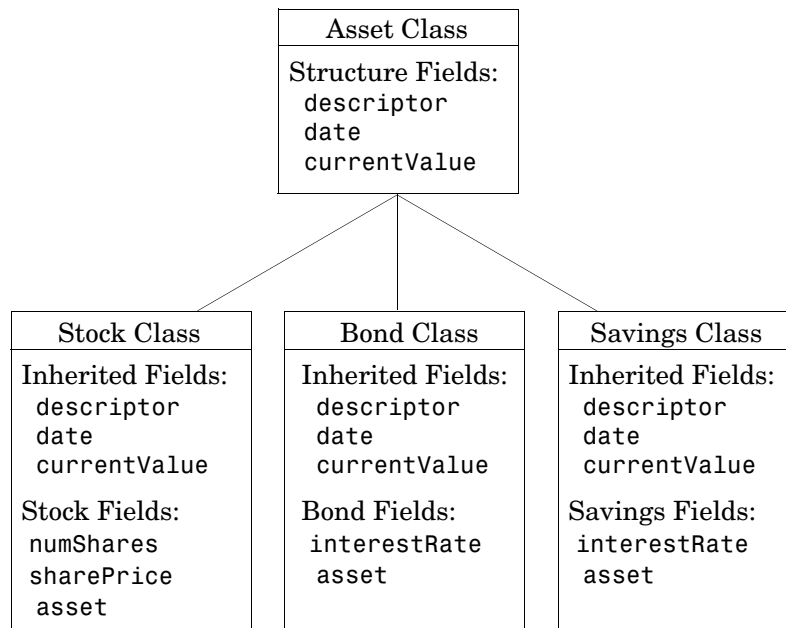 Asset Class
Structure Fields:
descriptor
date
currentValue
Stock Class
Inherited Fields:
descriptor
date
currentValue
Stock Fields:
numShares
sharePrice
asset
Bond Class
Inherited Fields:
descriptor
date
currentValue
Bond Fields:
interestRate
asset
Savings Class
Inherited Fields:
descriptor
date
currentValue
Savings Fields:
interestRate
asset